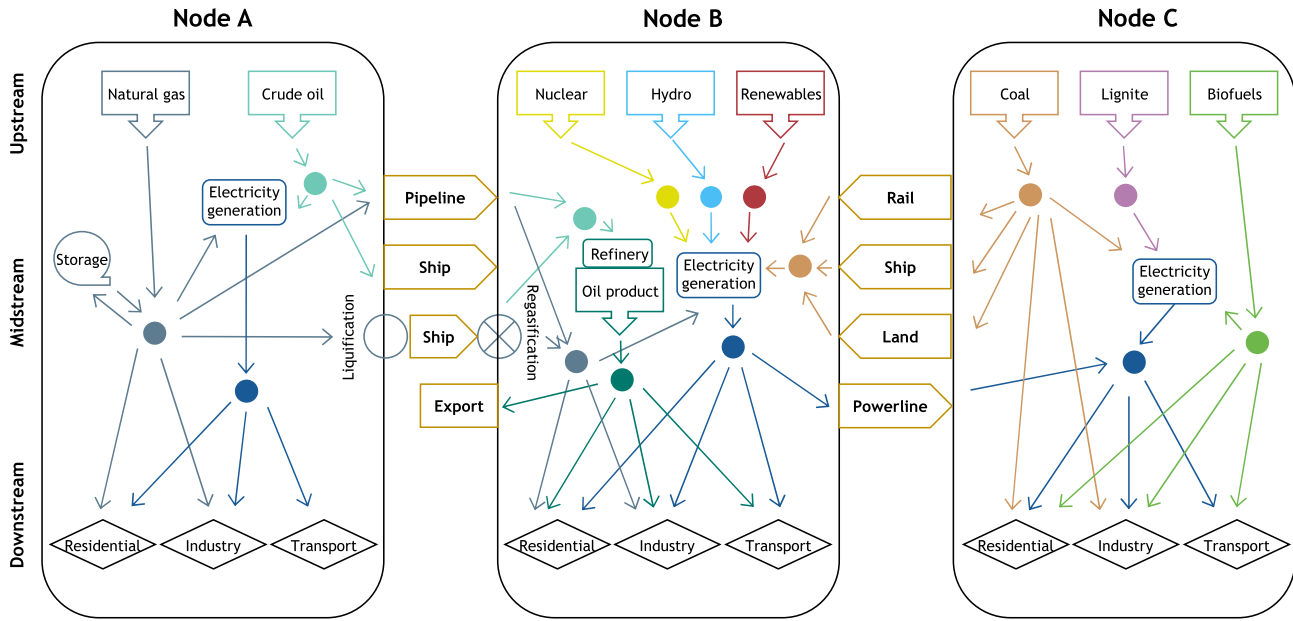 Node A
Node B
Node C
Upstream
Midstream
Downstream
Natural gas
Crude oil
Electricity
generation
Storage
Liquification
Residential
Industry
Transport
Pipeline
Ship
Ship
Export
Nuclear
Hydro
Renewables
Refinery
Oil product
Electricity
generation
Regasification
Residential
Industry
Transport
Rail
Ship
Land
Powerline
Coal
Lignite
Biofuels
Electricity
generation
Residential
Industry
Transport